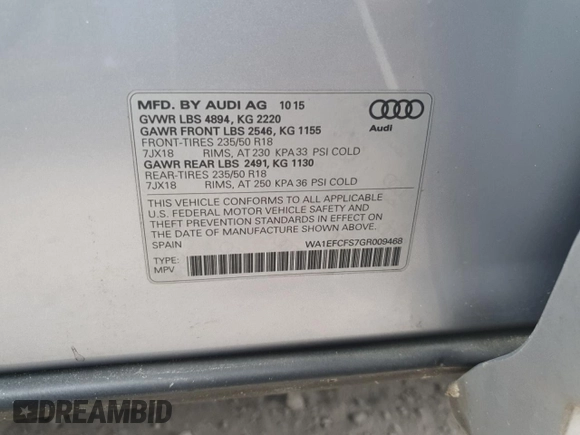 MFD. BY AUDI AG 10 15
GVWR LBS 4894, KG 2220
GAWR FRONT LBS 2546, KG 1155
FRONT-TIRES 235/50 R18
7JX18 RIMS, AT 230 KPA 33 PSI COLD
GAWR REAR LBS 2491, KG 1130
REAR-TIRES 235/50 R18
7JX18 RIMS, AT 250 KPA 36 PSI COLD
Audi
THIS VEHICLE CONFORMS TO ALL APPLICABLE
U.S. FEDERAL MOTOR VEHICLE SAFETY AND
THEFT PREVENTION STANDARDS IN EFFECT ON
THE DATE OF MANUFACTURE SHOWN ABOVE.
SPAIN WA1EFCFS7GR009468
TYPE:
MPV
DREAMBID